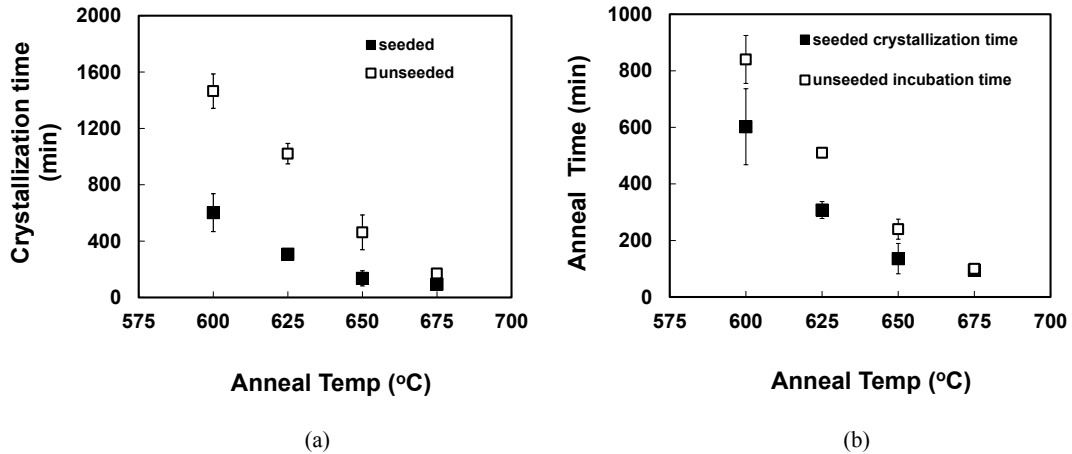 2000
1600
1200
800
400
0
575 600 625 650 675 700
Crystallization time
(min)
Anneal Temp (oC)
seeded
unseeded
(a)
1000
800
600
400
200
0
575 600 625 650 675 700
Anneal Time (min)
Anneal Temp (oC)
seeded crystallization time
unseeded incubation time
(b)